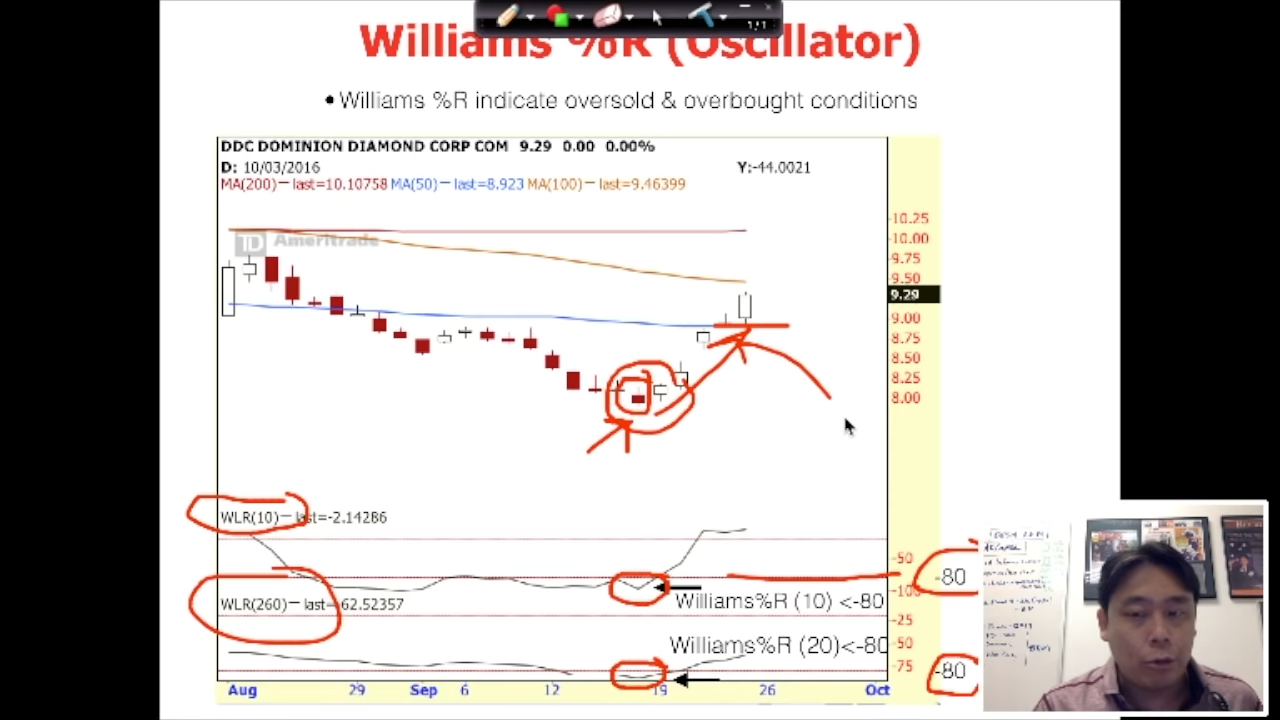 1/1
Williams %R (Oscillator)
• Williams %R indicate oversold & overbought conditions
DDC DOMINION DIAMOND CORP COM 9.29 0.00 0.00%
D: 10/03/2016 Y:-44.0021
MA(200)— last=10.10758 MA(50)— last=8.923 MA(100)— last=9.46399
TD Ameritrade
10.25
10.00
9.75
9.50
9.29
9.00
8.75
8.50
8.25
8.00
WLR(10)— last=-2.14286
-50
-80
-100
Williams%R (10) <-80
WLR(260)— last=-62.52357
-25
Williams%R (20)<-80
-50
-75
-80
Aug 29 Sep 6 12 19 26 Oct